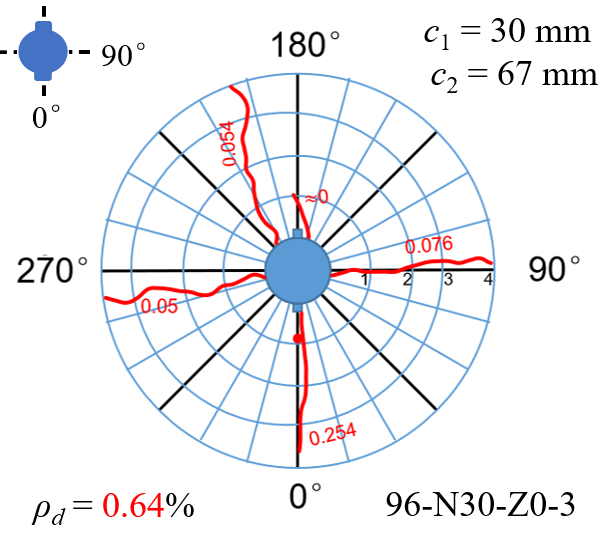 180°
c₁ = 30 mm
c₂ = 67 mm
90°
0°
0.054
≈0
0.076
270°
90°
1 2 3 4
0.05
0.254
0°
ρd = 0.64%
96-N30-Z0-3